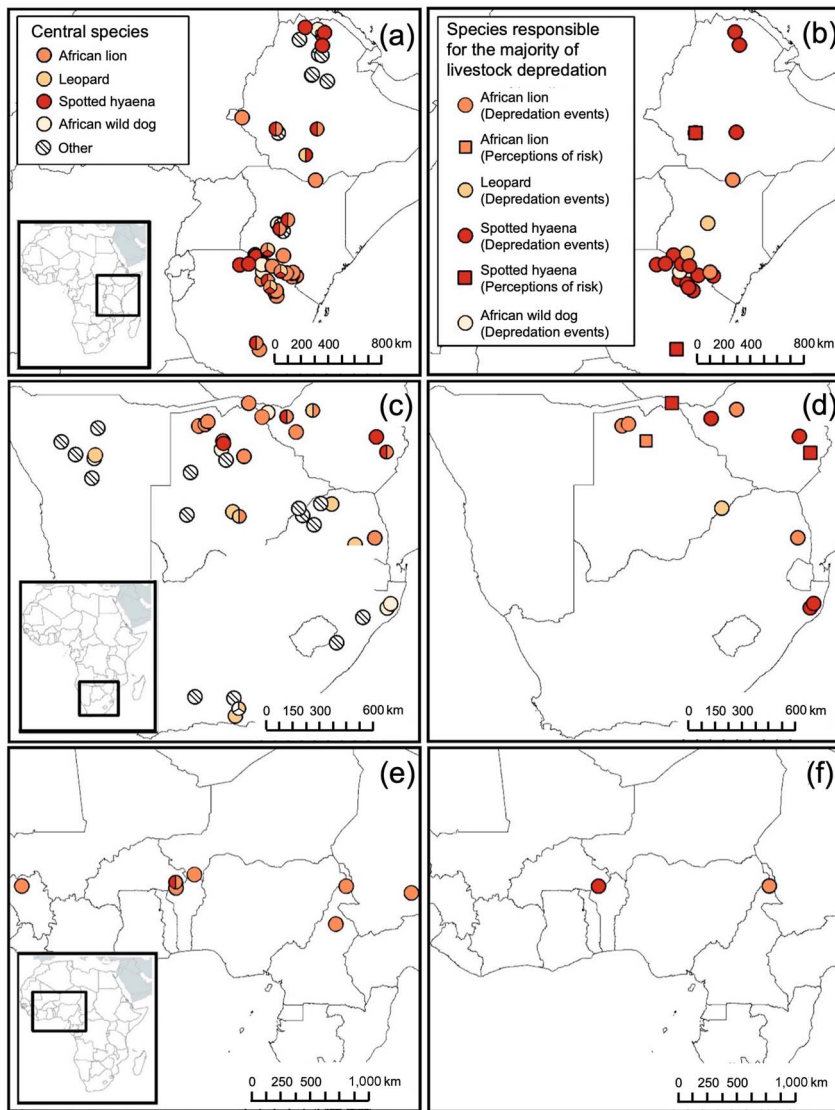 (a)
Central species
African lion
Leopard
Spotted hyaena
African wild dog
Other
0 200 400 800 km
(b)
Species responsible
for the majority of
livestock depredation
African lion
(Depredation events)
African lion
(Perceptions of risk)
Leopard
(Depredation events)
Spotted hyaena
(Depredation events)
Spotted hyaena
(Perceptions of risk)
African wild dog
(Depredation events)
0 200 400 800 km
(c)
0 150 300 600 km
(d)
0 150 300 600 km
(e)
0 250 500 1,000 km
(f)
0 250 500 1,000 km